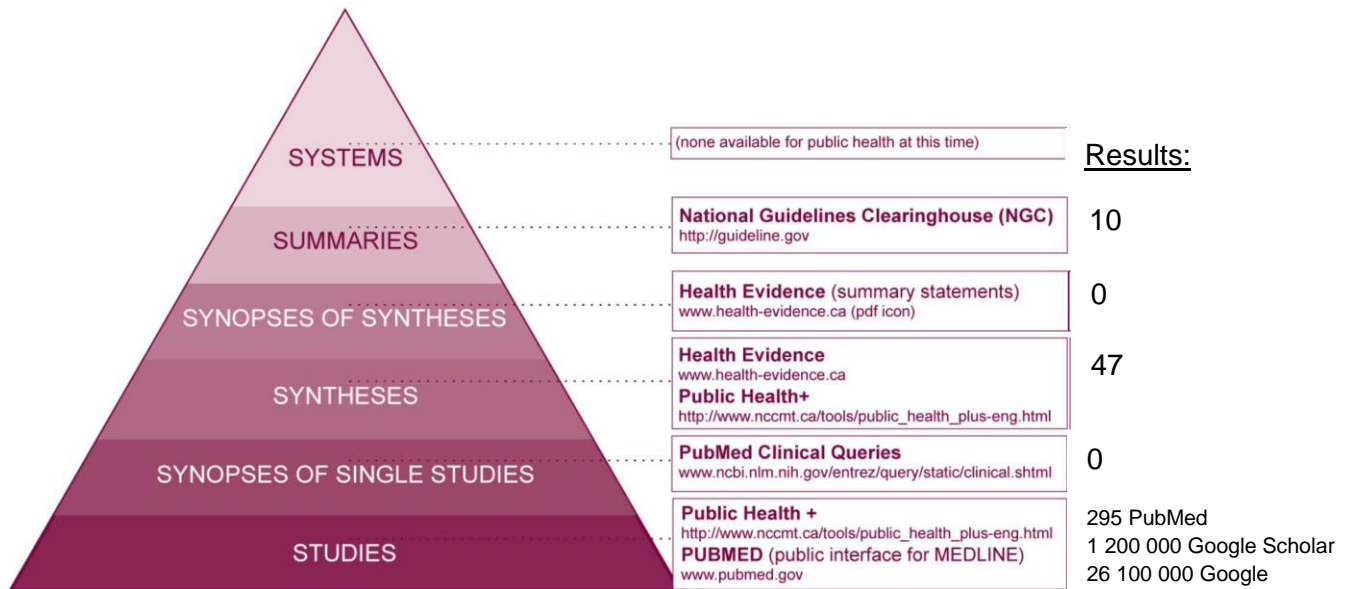 SYSTEMS
(none available for public health at this time)
Results:
SUMMARIES
National Guidelines Clearinghouse (NGC)
http://guideline.gov
10
SYNOPSES OF SYNTHESES
Health Evidence (summary statements)
www.health-evidence.ca (pdf icon)
0
SYNTHESES
Health Evidence
www.health-evidence.ca
Public Health+
http://www.nccmt.ca/tools/public_health_plus-eng.html
47
SYNOPSES OF SINGLE STUDIES
PubMed Clinical Queries
www.ncbi.nlm.nih.gov/entrez/query/static/clinical.shtml
0
STUDIES
Public Health +
http://www.nccmt.ca/tools/public_health_plus-eng.html
PUBMED (public interface for MEDLINE)
www.pubmed.gov
295 PubMed
1 200 000 Google Scholar
26 100 000 Google